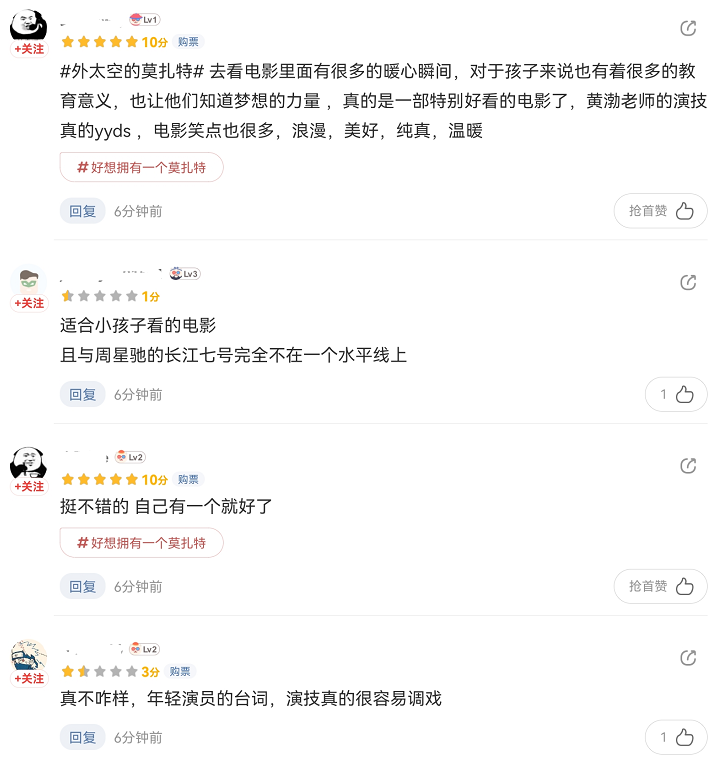 Lv1
+关注
10分 购票
#外太空的莫扎特# 去看电影里面有很多的暖心瞬间，对于孩子来说也有着很多的教
育意义，也让他们知道梦想的力量 ，真的是一部特别好看的电影了，黄渤老师的演技
真的yyds ，电影笑点也很多，浪漫，美好，纯真，温暖
#好想拥有一个莫扎特
回复 6分钟前 抢首赞
Lv3
+关注
1分
适合小孩子看的电影
且与周星驰的长江七号完全不在一个水平线上
回复 6分钟前 1
Lv2
+关注
10分 购票
挺不错的 自己有一个就好了
#好想拥有一个莫扎特
回复 6分钟前 抢首赞
Lv2
+关注
3分 购票
真不咋样，年轻演员的台词，演技真的很容易调戏
回复 6分钟前 1